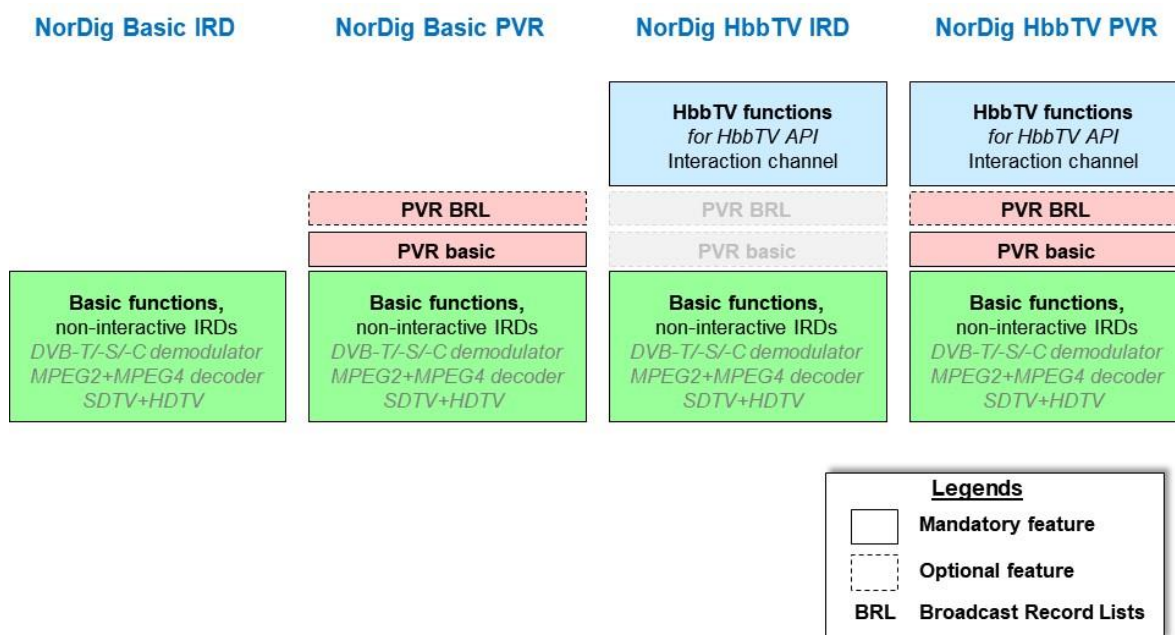 NorDig Basic IRD
NorDig Basic PVR
NorDig HbbTV IRD
NorDig HbbTV PVR
HbbTV functions
for HbbTV API
Interaction channel
HbbTV functions
for HbbTV API
Interaction channel
PVR BRL
PVR BRL
PVR BRL
PVR basic
PVR basic
PVR basic
Basic functions,
non-interactive IRDs
DVB-T/-S/-C demodulator
MPEG2+MPEG4 decoder
SDTV+HDTV
Basic functions,
non-interactive IRDs
DVB-T/-S/-C demodulator
MPEG2+MPEG4 decoder
SDTV+HDTV
Basic functions,
non-interactive IRDs
DVB-T/-S/-C demodulator
MPEG2+MPEG4 decoder
SDTV+HDTV
Basic functions,
non-interactive IRDs
DVB-T/-S/-C demodulator
MPEG2+MPEG4 decoder
SDTV+HDTV
Legends
Mandatory feature
Optional feature
BRL Broadcast Record Lists